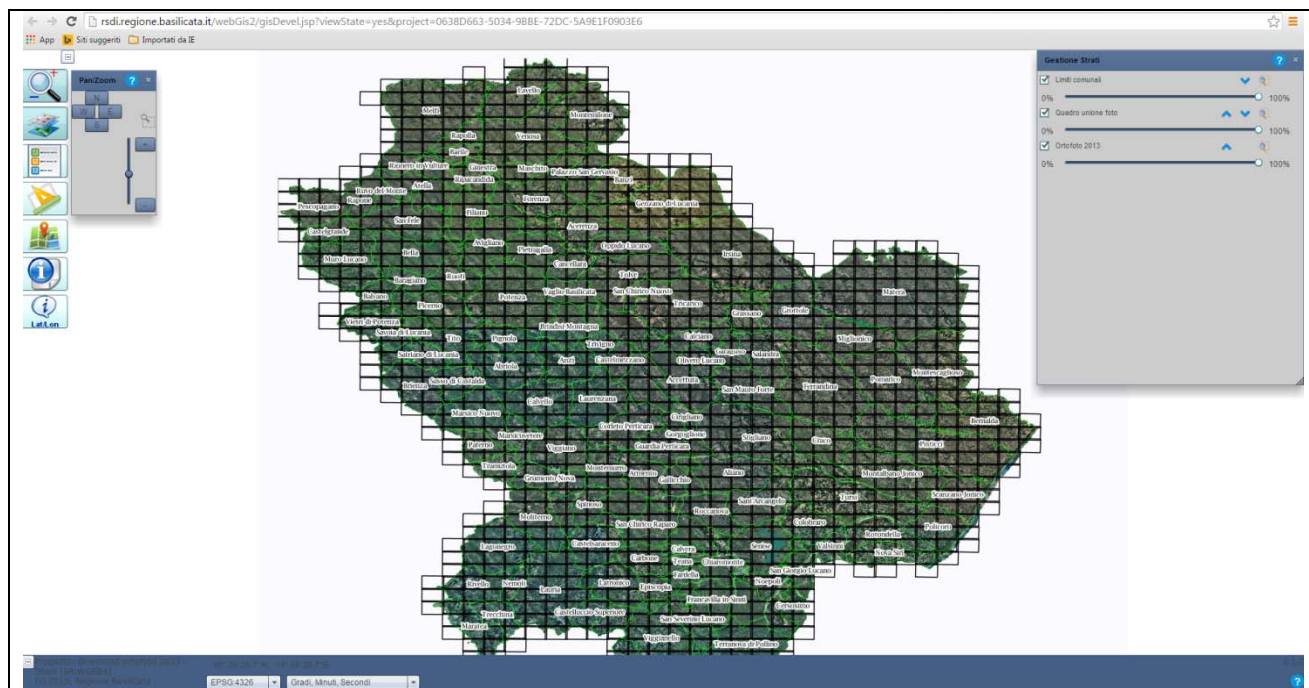 rsdi.regione.basilicata.it/webGis2/gisDevel.jsp?viewState=yes&project=0638D663-5034-9BBE-72DC-5A9E1F0903E6
App Siti suggeriti Importati da IE
Pan/Zoom ?
N
W E
S
Lat/Lon
Gestione Strati ?
Limiti comunali
0% 100%
Quadro unione foto
0% 100%
Ortofoto 2013
0% 100%
Lavello
Melfi
Montemilone
Rapolla
Venosa
Barile
Rionero in Vulture
Ginestra
Maschito
Palazzo San Gervasio
Banzi
Ripacandida
Atella
Ruvo del Monte
Rapone
Forenza
Genzano di Lucania
Pescopagano
Filiano
San Fele
Acerenza
Castelgrande
Avigliano
Pietragalla
Oppido Lucano
Bella
Irsina
Muro Lucano
Cancellara
Ruoti
Tolve
Baragiano
Vaglio Basilicata
San Chirico Nuovo
Matera
Balvano
Potenza
Tricarico
Picerno
Grassano
Grottole
Vietri di Potenza
Brindisi Montagna
Savoia di Lucania
Tito
Pignola
Trivigno
Calciano
Miglionico
Satriano di Lucania
Anzi
Castelmezzano
Oliveto Lucano
Garaguso
Salandra
Abriola
Montescaglioso
Brienza
Sasso di Castalda
Accettura
San Mauro Forte
Ferrandina
Pomarico
Calvello
Laurenzana
Marsico Nuovo
Cirigliano
Bernalda
Corleto Perticara
Gorgoglione
Marsicovetere
Stigliano
Craco
Pisticci
Paterno
Viggiano
Guardia Perticara
Tramutola
Montemurro
Armento
Aliano
Montalbano Jonico
Grumento Nova
Gallicchio
Spinoso
Sant'Arcangelo
Tursi
Scanzano Jonico
Moliterno
Roccanova
San Chirico Raparo
Colobraro
Policoro
Rotondella
Lagonegro
Castelsaraceno
Calvera
Senise
Valsinni
Nova Siri
Carbone
Teana
Chiaromonte
San Giorgio Lucano
Fardella
Noepoli
Rivello
Nemoli
Lauria
Latronico
Episcopia
Francavilla in Sinni
Cersosimo
Trecchina
Castelluccio Superiore
San Severino Lucano
Maratea
Viggianello
Terranova di Pollino
EPSG:4326 Gradi, Minuti, Secondi
?